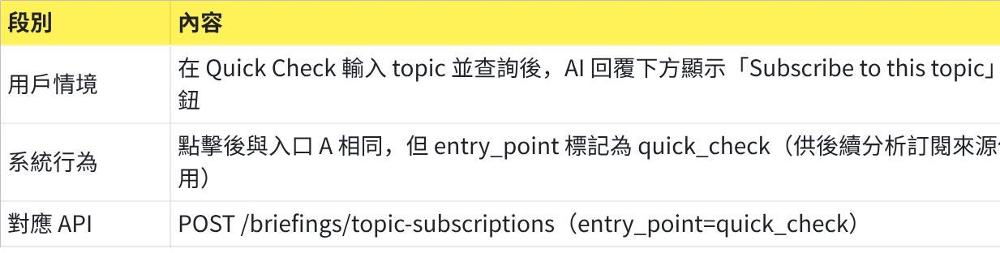 段別 內容
用戶情境 在 Quick Check 輸入 topic 並查詢後，AI 回覆下方顯示「Subscribe to this topic」
鈕
系統行為 點擊後與入口 A 相同，但 entry_point 標記為 quick_check（供後續分析訂閱來源
用）
對應 API POST /briefings/topic-subscriptions（entry_point=quick_check）